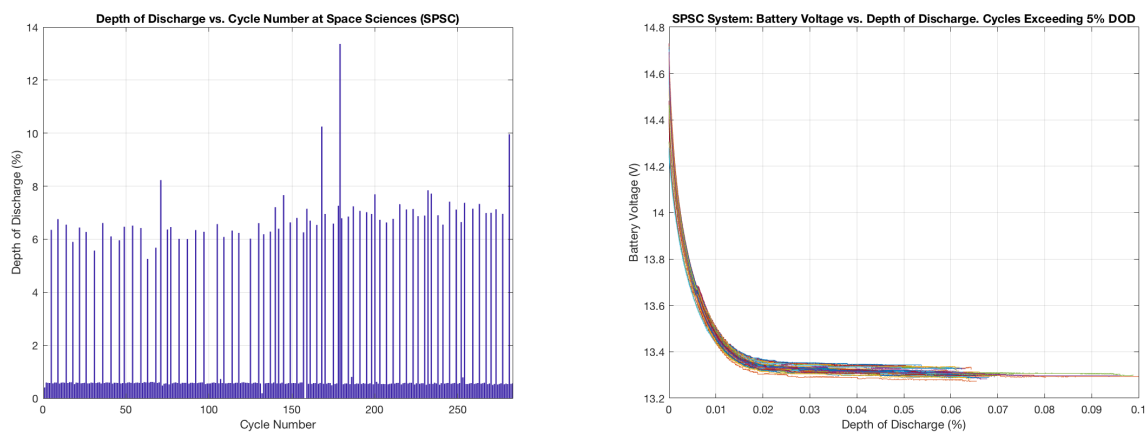 Depth of Discharge vs. Cycle Number at Space Sciences (SPSC)
14
12
10
8
6
4
2
0
Depth of Discharge (%)
0 50 100 150 200 250
Cycle Number
SPSC System: Battery Voltage vs. Depth of Discharge. Cycles Exceeding 5% DOD
14.8
14.6
14.4
14.2
14
13.8
13.6
13.4
13.2
Battery Voltage (V)
0 0.01 0.02 0.03 0.04 0.05 0.06 0.07 0.08 0.09 0.1
Depth of Discharge (%)